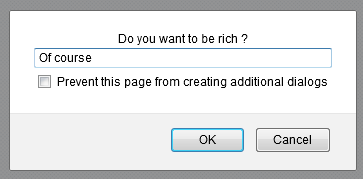 Do you want to be rich ?
Of course
Prevent this page from creating additional dialogs
OK Cancel